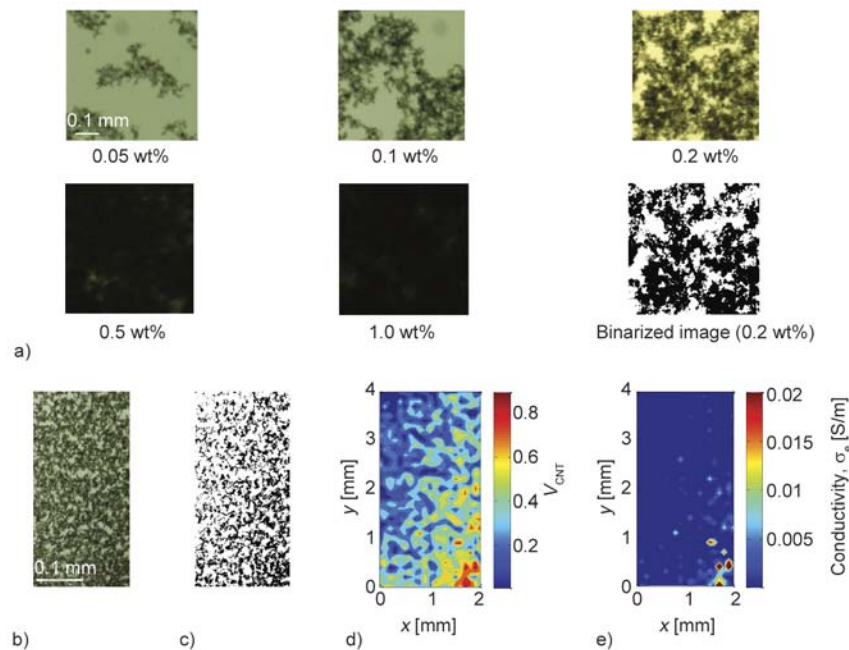 0.1 mm
0.05 wt%
0.1 wt%
0.2 wt%
0.5 wt%
1.0 wt%
Binarized image (0.2 wt%)
a)
0.1 mm
b)
c)
4
3
2
1
0
y [mm]
0 1 2
x [mm]
0.8
0.6
0.4
0.2
V_CNT
d)
4
3
2
1
0
y [mm]
0 1 2
x [mm]
0.02
0.015
0.01
0.005
Conductivity, σ_e [S/m]
e)